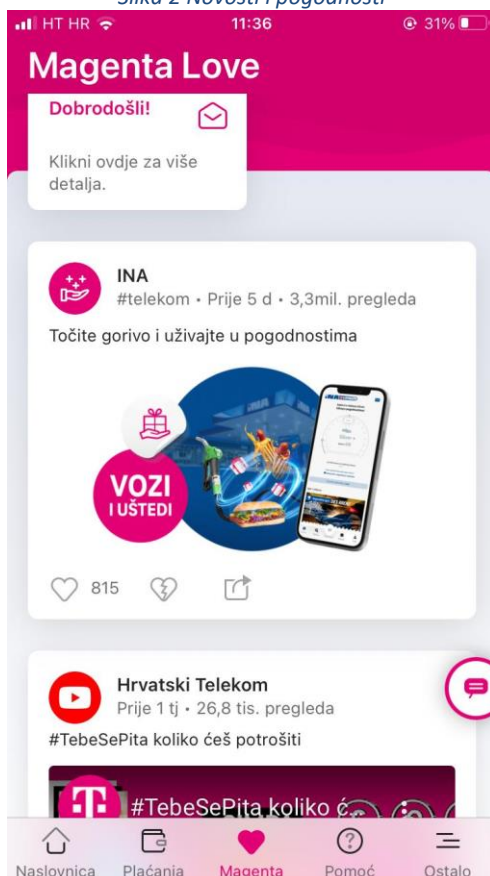 Slika 2 Novosti i pogodnosti
HT HR 11:36 31%
Magenta Love
Dobrodošli!
Klikni ovdje za više
detalja.
INA
#telekom • Prije 5 d • 3,3mil. pregleda
Točite gorivo i uživajte u pogodnostima
VOZI
I UŠTEDI
815
Hrvatski Telekom
Prije 1 tj • 26,8 tis. pregleda
#TebeSePita koliko ćeš potrošiti
T #TebeSePita koliko ć...
Naslovnica Plaćanja Magenta Pomoć Ostalo